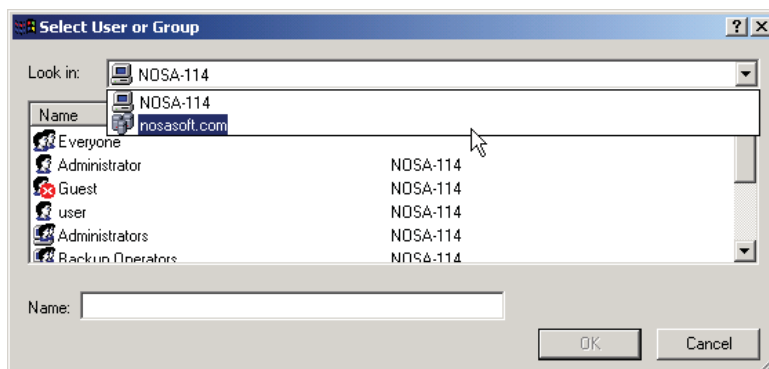 Select User or Group
Look in: NOSA-114
NOSA-114
nosasoft.com
Name
Everyone
Administrator NOSA-114
Guest NOSA-114
user NOSA-114
Administrators NOSA-114
Backup Operators NOSA-114
Name:
OK Cancel